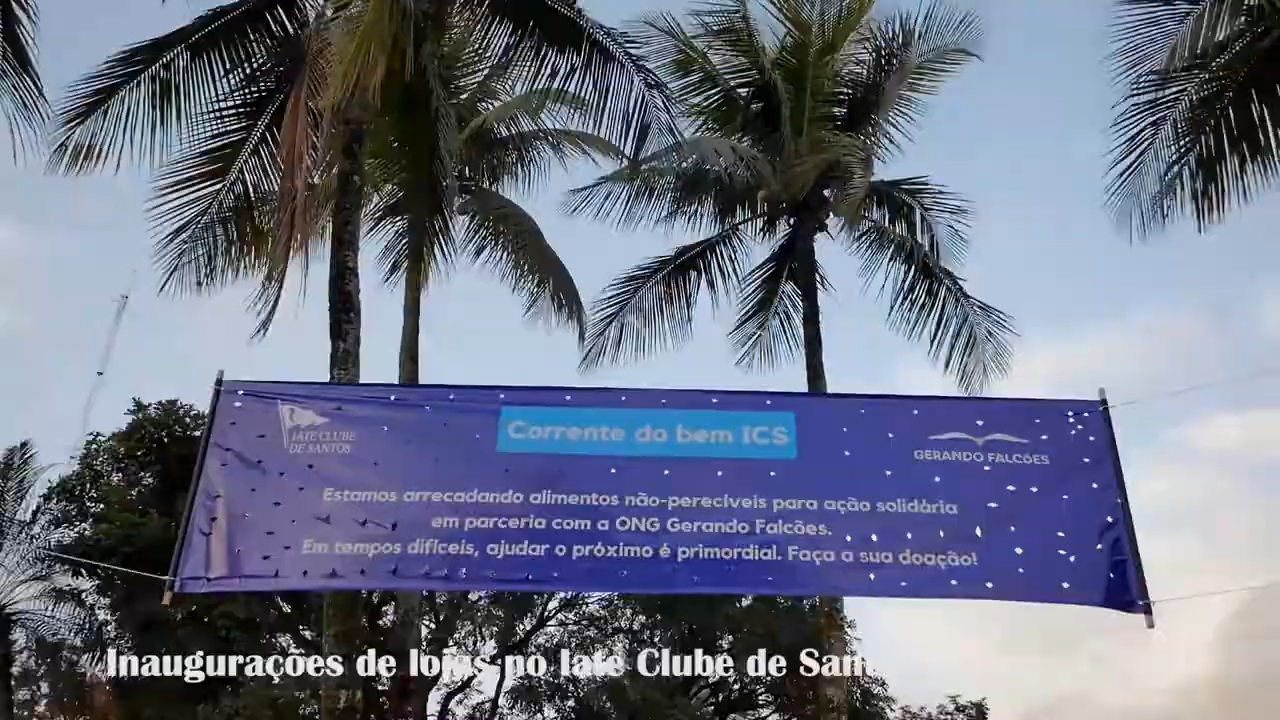 IATE CLUBE
DE SANTOS
Corrente do bem ICS
GERANDO FALCÕES
Estamos arrecadando alimentos não-perecíveis para ação solidária
em parceria com a ONG Gerando Falcões.
Em tempos difíceis, ajudar o próximo é primordial. Faça a sua doação!
Inaugurações de lojas no Iate Clube de